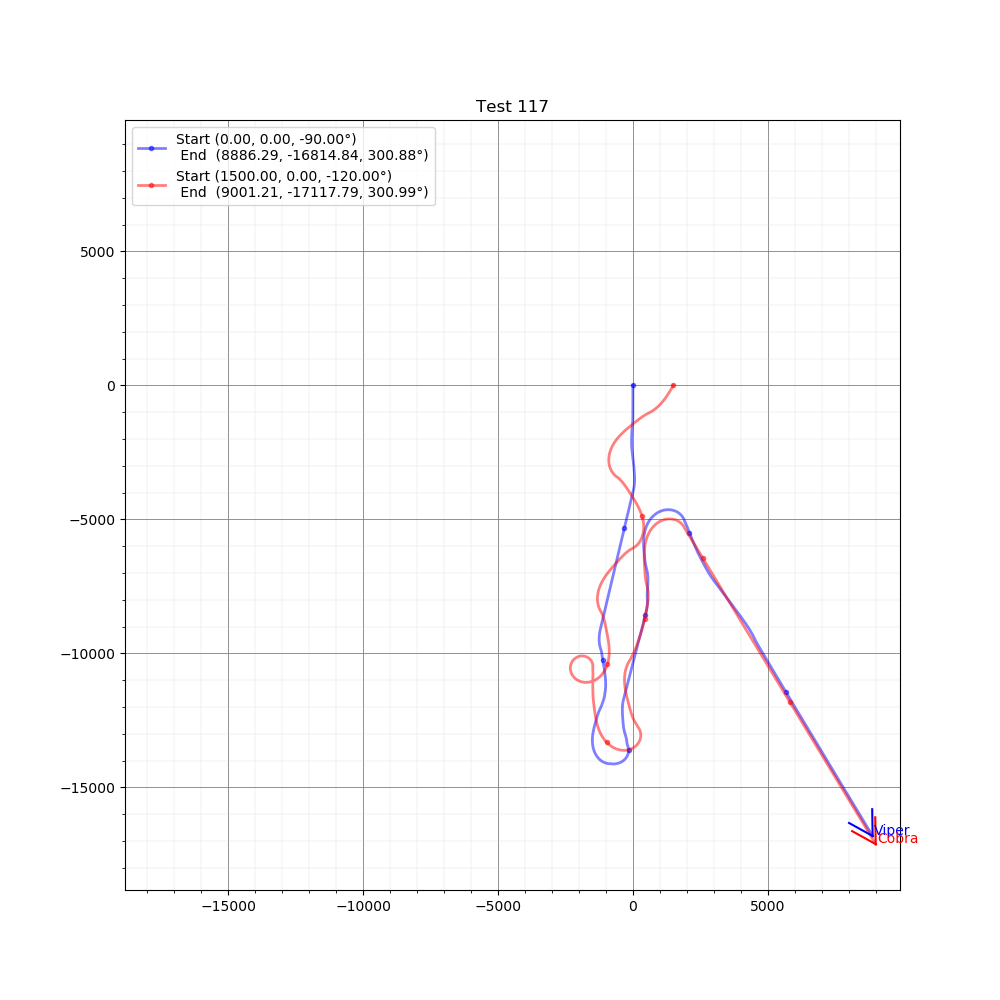 Test 117
Start (0.00, 0.00, -90.00°)
End  (8886.29, -16814.84, 300.88°)
Start (1500.00, 0.00, -120.00°)
End  (9001.21, -17117.79, 300.99°)
5000
0
−5000
−10000
−15000
Viper
Cobra
−15000
−10000
−5000
0
5000